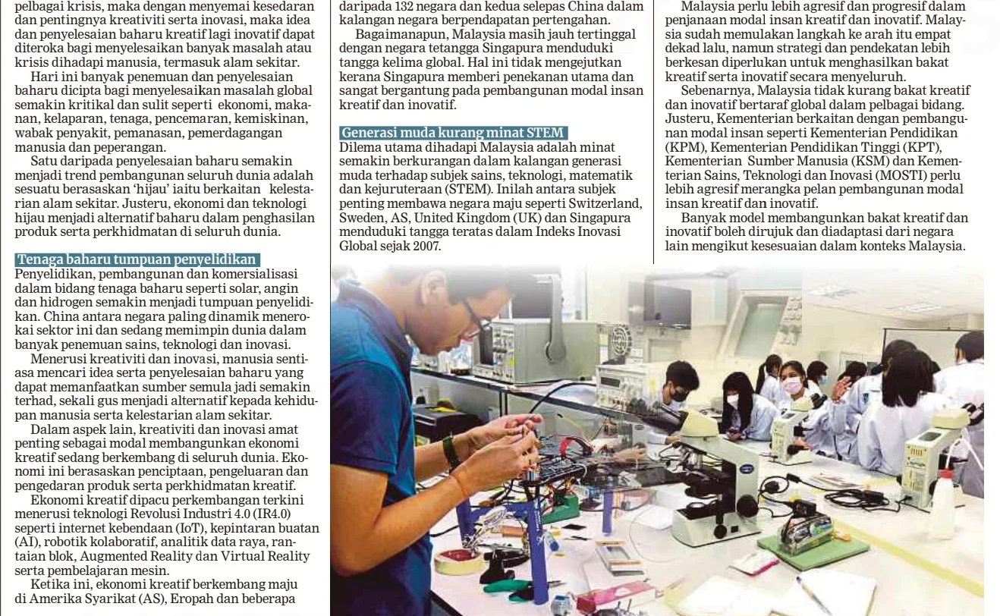 pelbagai krisis, maka dengan menyemai kesedaran
dan pentingnya kreativiti serta inovasi, maka idea
dan penyelesaian baharu kreatif lagi inovatif dapat
diteroka bagi menyelesaikan banyak masalah atau
krisis dihadapi manusia, termasuk alam sekitar.
Hari ini banyak penemuan dan penyelesaian
baharu dicipta bagi menyelesaikan masalah global
semakin kritikal dan sulit seperti ekonomi, maka-
nan, kelaparan, tenaga, pencemaran, kemiskinan,
wabak penyakit, pemanasan, pemerdagangan
manusia dan peperangan.
Satu daripada penyelesaian baharu semakin
menjadi trend pembangunan seluruh dunia adalah
sesuatu berasaskan ‘hijau’ iaitu berkaitan kelesta-
rian alam sekitar. Justeru, ekonomi dan teknologi
hijau menjadi alternatif baharu dalam penghasilan
produk serta perkhidmatan di seluruh dunia.
Tenaga baharu tumpuan penyelidikan
Penyelidikan, pembangunan dan komersialisasi
dalam bidang tenaga baharu seperti solar, angin
dan hidrogen semakin menjadi tumpuan penyelidi-
kan. China antara negara paling dinamik menero-
kai sektor ini dan sedang memimpin dunia dalam
banyak penemuan sains, teknologi dan inovasi.
Menerusi kreativiti dan inovasi, manusia senti-
asa mencari idea serta penyelesaian baharu yang
dapat memanfaatkan sumber semula jadi semakin
terhad, sekali gus menjadi alternatif kepada kehidu-
pan manusia serta kelestarian alam sekitar.
Dalam aspek lain, kreativiti dan inovasi amat
penting sebagai modal membangunkan ekonomi
kreatif sedang berkembang di seluruh dunia. Eko-
nomi ini berasaskan penciptaan, pengeluaran dan
pengedaran produk serta perkhidmatan kreatif.
Ekonomi kreatif dipacu perkembangan terkini
menerusi teknologi Revolusi Industri 4.0 (IR4.0)
seperti internet kebendaan (IoT), kepintaran buatan
(AI), robotik kolaboratif, analitik data raya, ran-
taian blok, Augmented Reality dan Virtual Reality
serta pembelajaran mesin.
Ketika ini, ekonomi kreatif berkembang maju
di Amerika Syarikat (AS), Eropah dan beberapa
daripada 132 negara dan kedua selepas China dalam
kalangan negara berpendapatan pertengahan.
Bagaimanapun, Malaysia masih jauh tertinggal
dengan negara tetangga Singapura menduduki
tangga kelima global. Hal ini tidak mengejutkan
kerana Singapura memberi penekanan utama dan
sangat bergantung pada pembangunan modal insan
kreatif dan inovatif.
Generasi muda kurang minat STEM
Dilema utama dihadapi Malaysia adalah minat
semakin berkurangan dalam kalangan generasi
muda terhadap subjek sains, teknologi, matematik
dan kejuruteraan (STEM). Inilah antara subjek
penting membawa negara maju seperti Switzerland,
Sweden, AS, United Kingdom (UK) dan Singapura
menduduki tangga teratas dalam Indeks Inovasi
Global sejak 2007.
Malaysia perlu lebih agresif dan progresif dalam
penjanaan modal insan kreatif dan inovatif. Malay-
sia sudah memulakan langkah ke arah itu empat
dekad lalu, namun strategi dan pendekatan lebih
berkesan diperlukan untuk menghasilkan bakat
kreatif serta inovatif secara menyeluruh.
Sebenarnya, Malaysia tidak kurang bakat kreatif
dan inovatif bertaraf global dalam pelbagai bidang.
Justeru, Kementerian berkaitan dengan pembangu-
nan modal insan seperti Kementerian Pendidikan
(KPM), Kementerian Pendidikan Tinggi (KPT),
Kementerian Sumber Manusia (KSM) dan Kemen-
terian Sains, Teknologi dan Inovasi (MOSTI) perlu
lebih agresif merangka pelan pembangunan modal
insan kreatif dan inovatif.
Banyak model membangunkan bakat kreatif dan
inovatif boleh dirujuk dan diadaptasi dari negara
lain mengikut kesesuaian dalam konteks Malaysia.